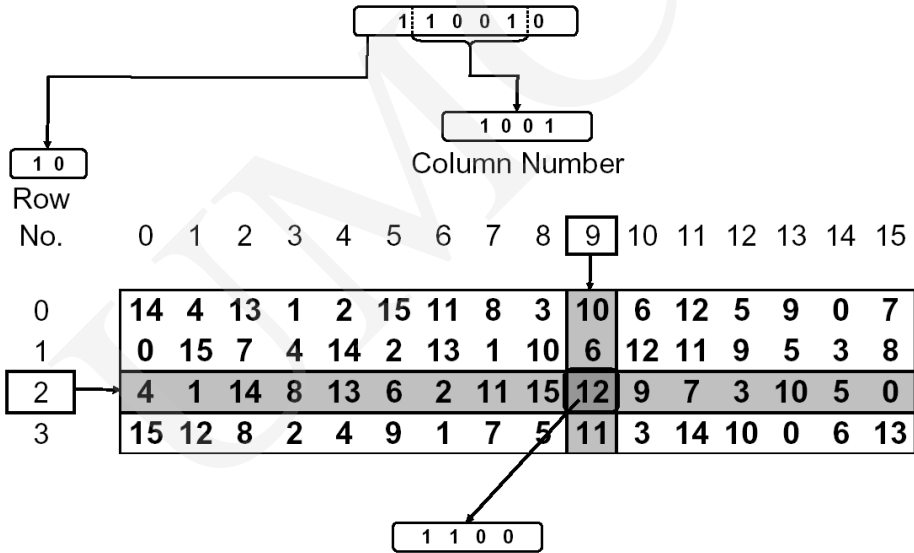 1 1 0 0 1 0
1 0 0 1
Column Number
1 0
Row
No. 0 1 2 3 4 5 6 7 8 9 10 11 12 13 14 15
0 14 4 13 1 2 15 11 8 3 10 6 12 5 9 0 7
1 0 15 7 4 14 2 13 1 10 6 12 11 9 5 3 8
2 4 1 14 8 13 6 2 11 15 12 9 7 3 10 5 0
3 15 12 8 2 4 9 1 7 5 11 3 14 10 0 6 13
1 1 0 0
UMC